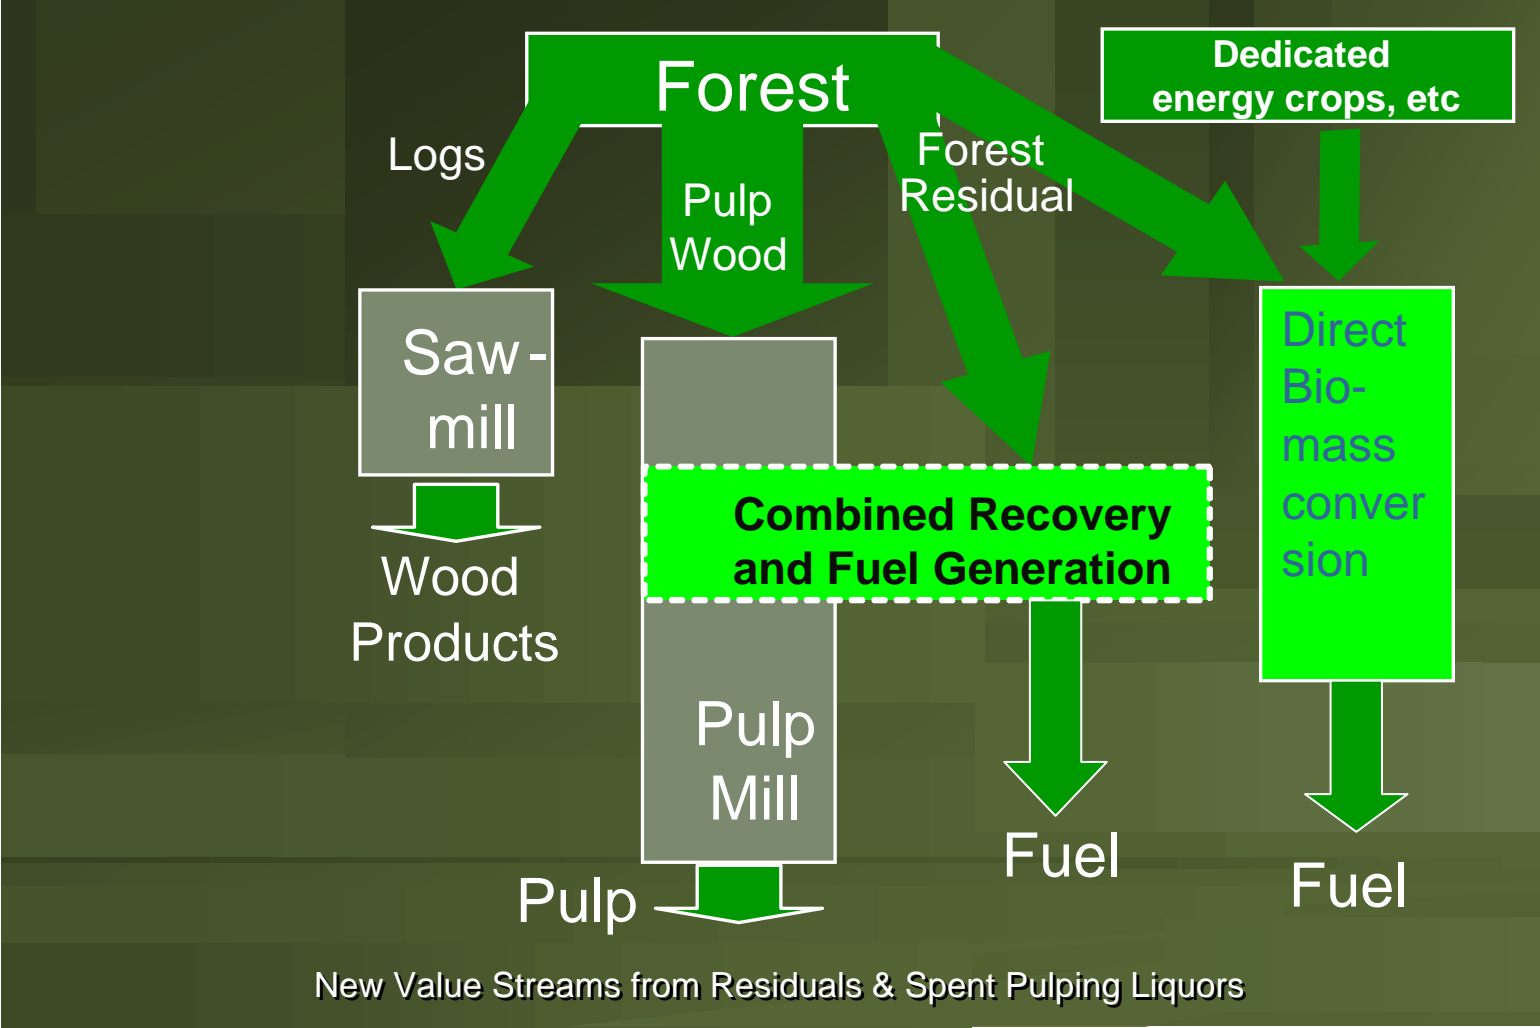 Forest
Dedicated
energy crops, etc
Logs
Pulp
Wood
Forest
Residual
Saw-
mill
Direct
Bio-
mass
conver
sion
Combined Recovery
and Fuel Generation
Wood
Products
Pulp
Mill
Fuel
Fuel
Pulp
New Value Streams from Residuals & Spent Pulping Liquors